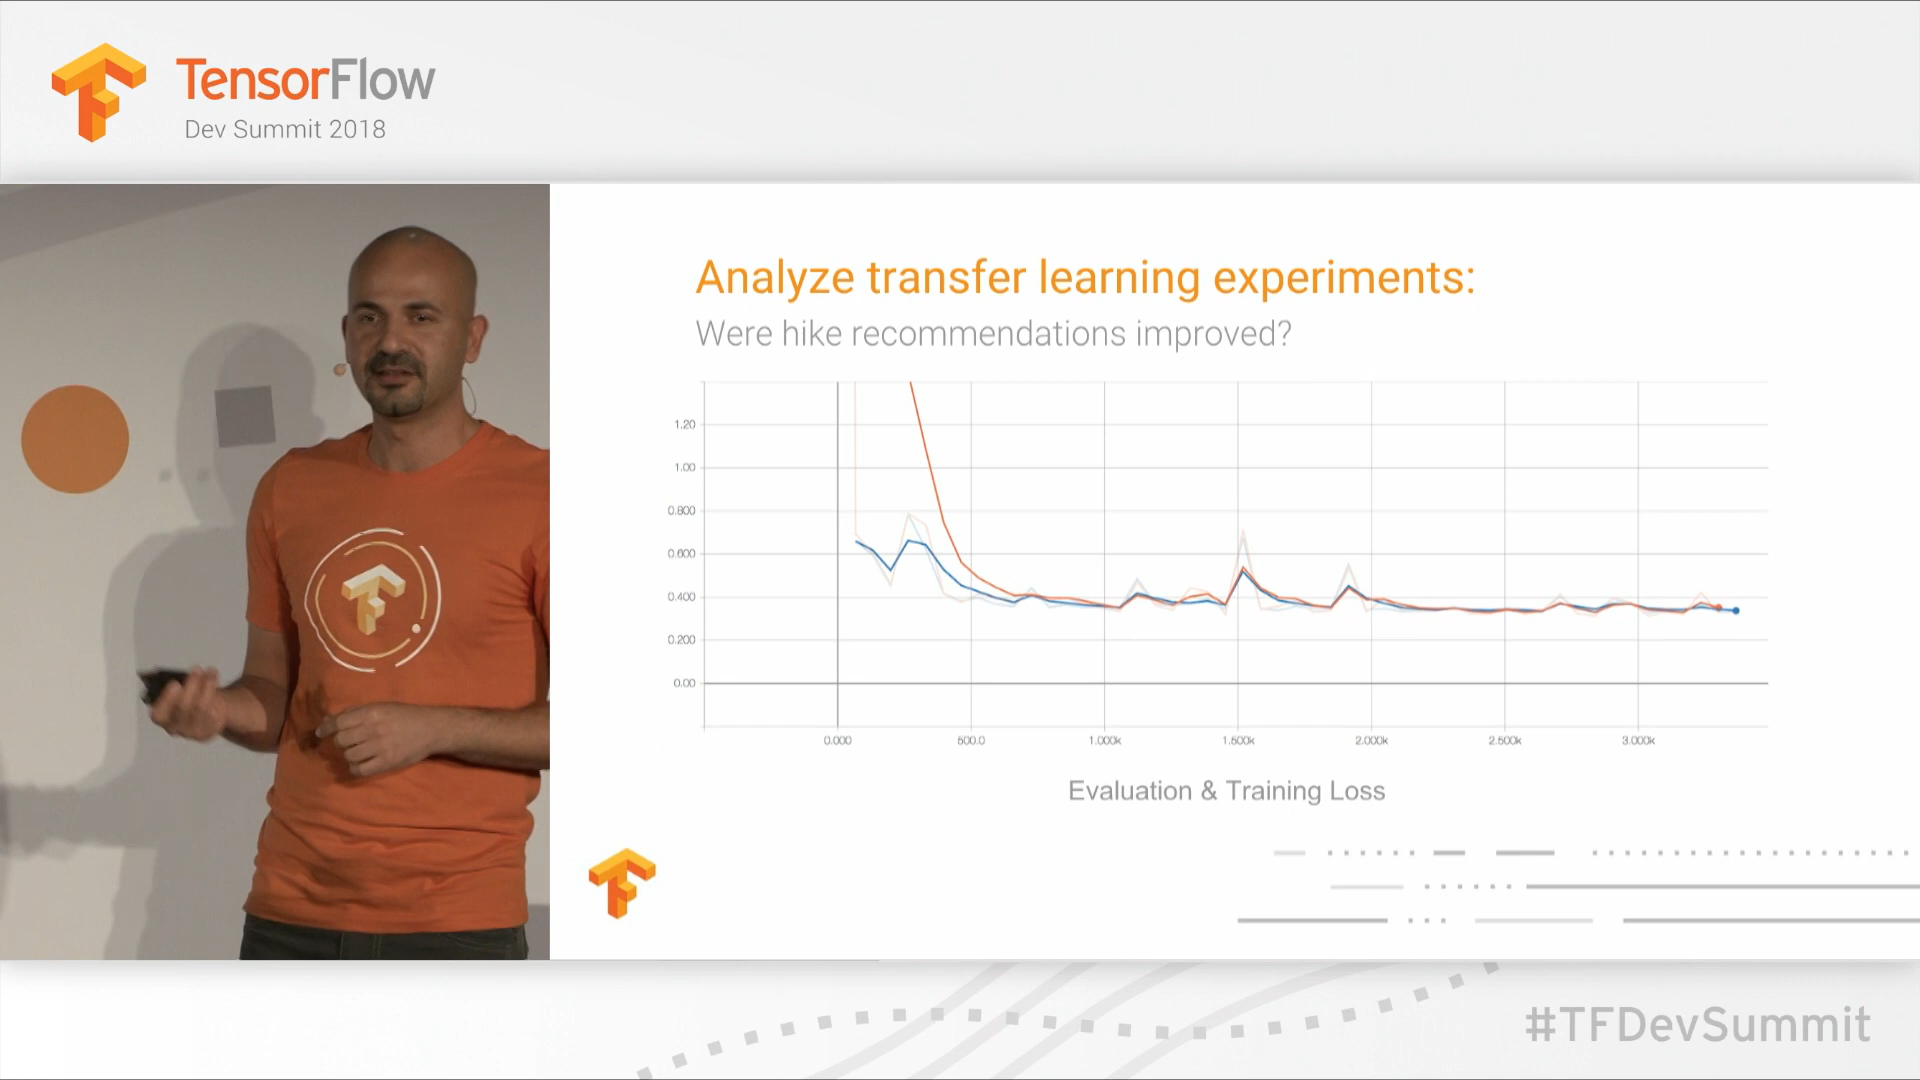 TensorFlow
Dev Summit 2018
Analyze transfer learning experiments:
Were hike recommendations improved?
1.20
1.00
0.800
0.600
0.400
0.200
0.00
0.000 500.0 1.000k 1.500k 2.000k 2.500k 3.000k
Evaluation & Training Loss
#TFDevSummit